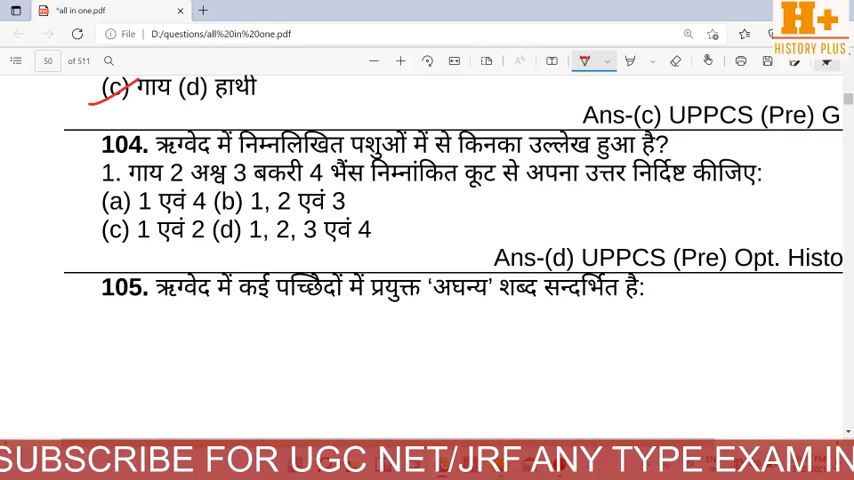 *all in one.pdf
File D:/questions/all%20in%20one.pdf
H+
HISTORY PLUS
50 of 511
(c) गाय (d) हाथी
Ans-(c) UPPCS (Pre) G
104. ऋग्वेद में निम्नलिखित पशुओं में से किनका उल्लेख हुआ है?
1. गाय 2 अश्व 3 बकरी 4 भैंस निम्नांकित कूट से अपना उत्तर निर्दिष्ट कीजिए:
(a) 1 एवं 4 (b) 1, 2 एवं 3
(c) 1 एवं 2 (d) 1, 2, 3 एवं 4
Ans-(d) UPPCS (Pre) Opt. Histo
105. ऋग्वेद में कई पच्छिैदों में प्रयुक्त ‘अघन्य’ शब्द सन्दर्भित है:
SUBSCRIBE FOR UGC NET/JRF ANY TYPE EXAM IN